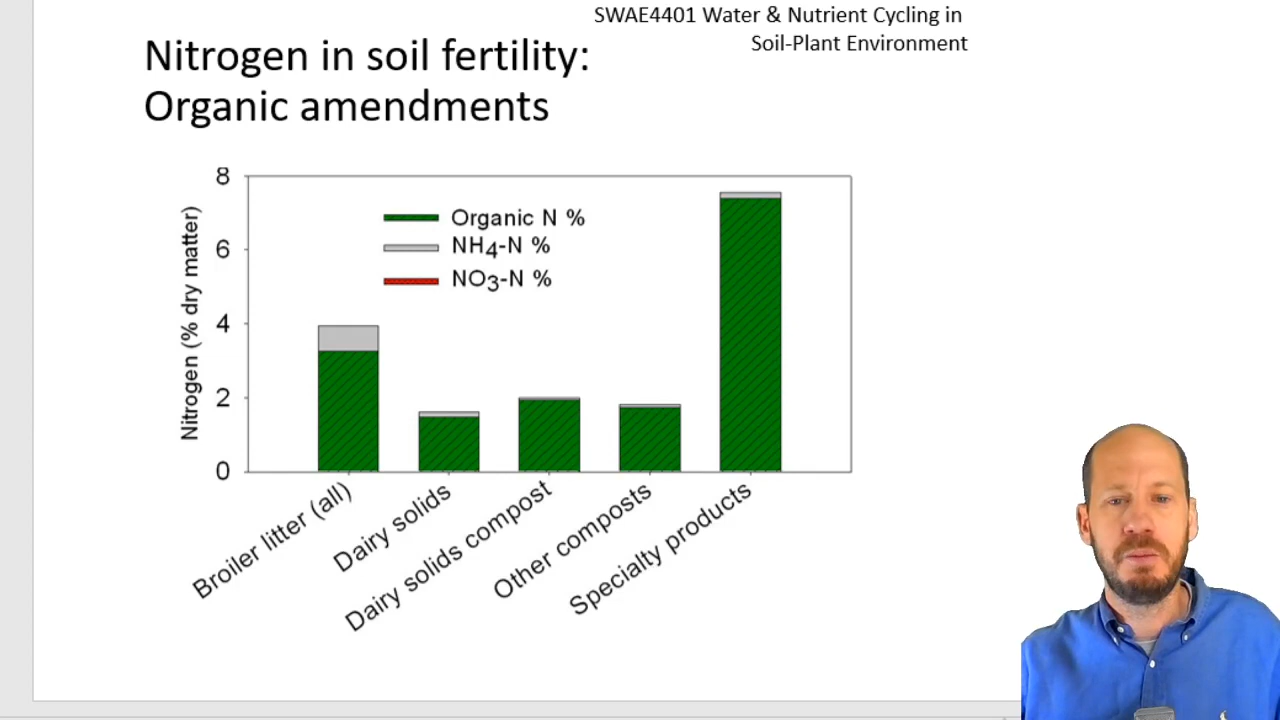 SWAE4401 Water & Nutrient Cycling in
Soil-Plant Environment
Nitrogen in soil fertility:
Organic amendments
Nitrogen (% dry matter)
8
6
4
2
0
Organic N %
NH4-N %
NO3-N %
Broiler litter (all)
Dairy solids
Dairy solids compost
Other composts
Specialty products